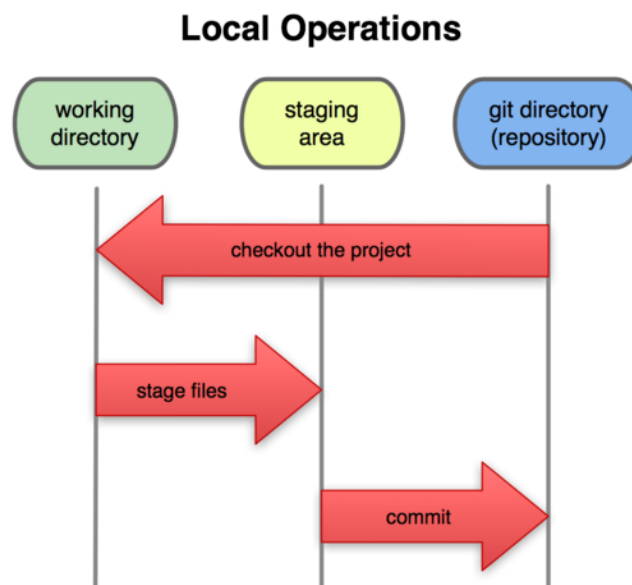 Local Operations
working
directory
staging
area
git directory
(repository)
checkout the project
stage files
commit